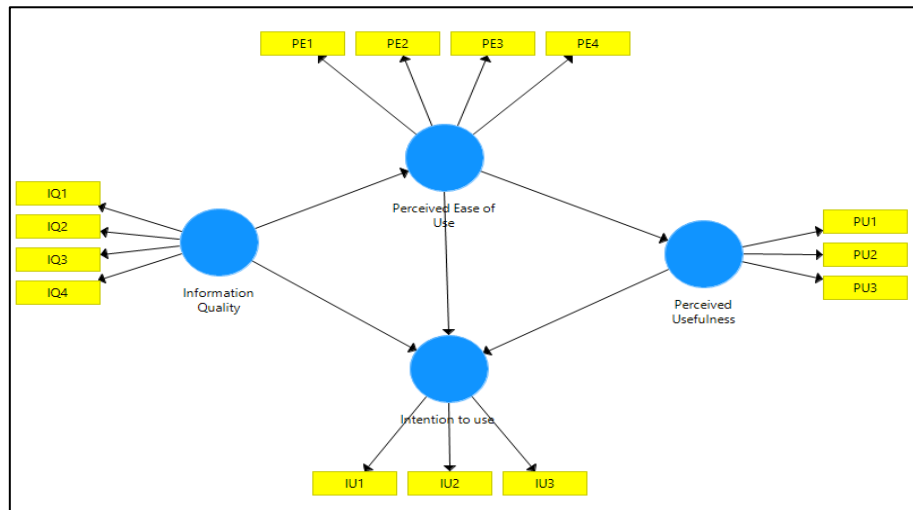 PE1
PE2
PE3
PE4
Perceived Ease of
Use
IQ1
IQ2
IQ3
IQ4
Information
Quality
PU1
PU2
PU3
Perceived
Usefulness
Intention to use
IU1
IU2
IU3